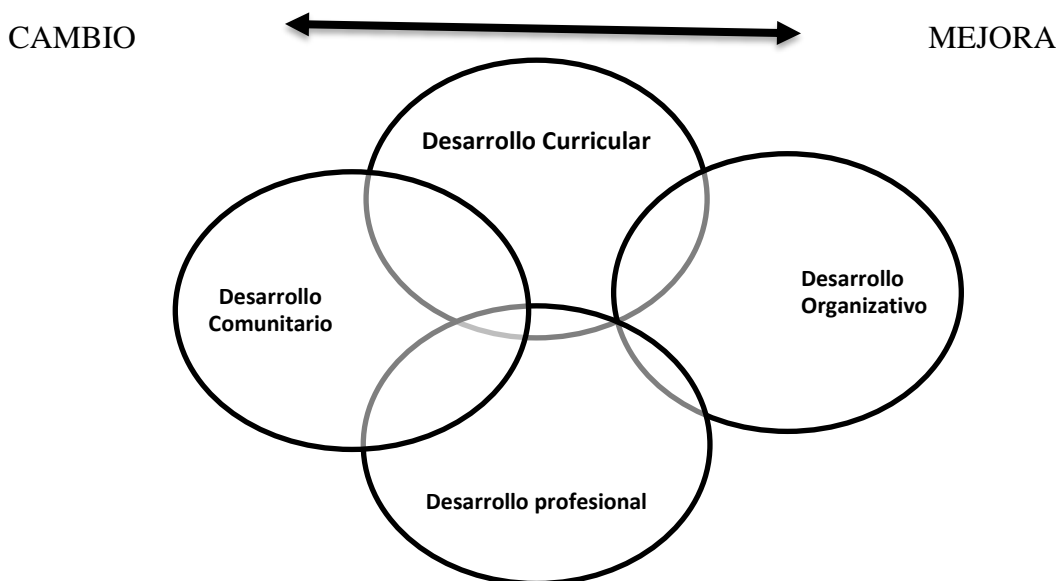 CAMBIO
MEJORA
Desarrollo Curricular
Desarrollo
Comunitario
Desarrollo
Organizativo
Desarrollo profesional